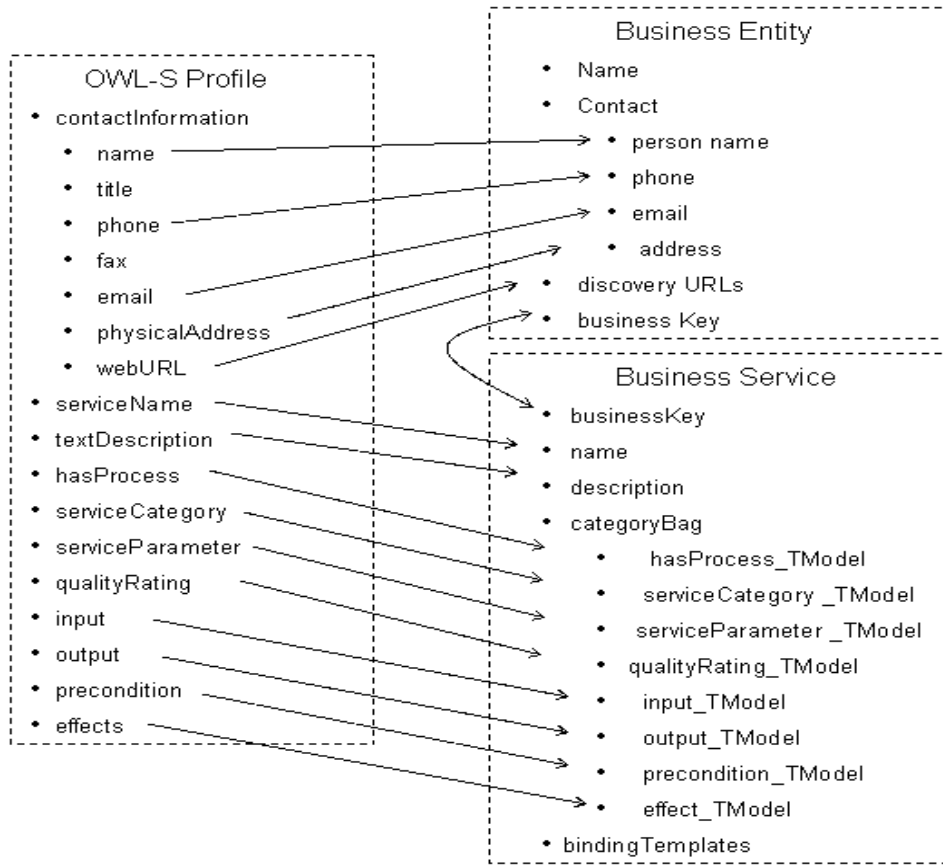 OWL-S Profile
• contactInformation
• name
• title
• phone
• fax
• email
• physicalAddress
• webURL
• serviceName
• textDescription
• hasProcess
• serviceCategory
• serviceParameter
• qualityRating
• input
• output
• precondition
• effects
Business Entity
• Name
• Contact
• person name
• phone
• email
• address
• discovery URLs
• business Key
Business Service
• businessKey
• name
• description
• categoryBag
• hasProcess_TModel
• serviceCategory _TModel
• serviceParameter _TModel
• qualityRating_TModel
• input_TModel
• output_TModel
• precondition_TModel
• effect_TModel
• bindingTemplates